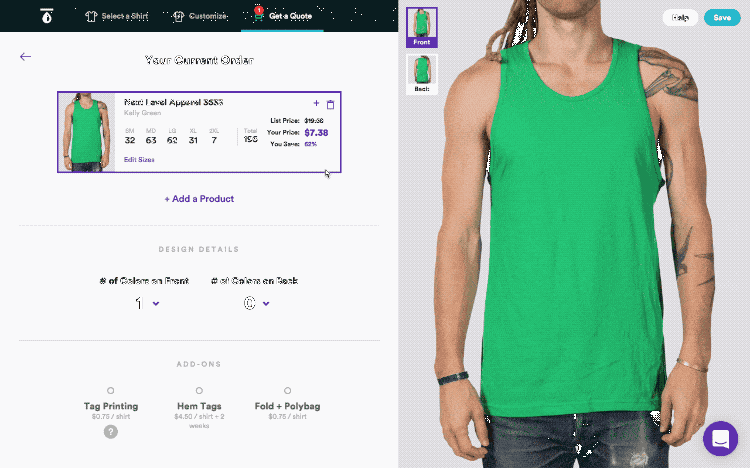 Select a Shirt
Customize
1
Get a Quote
Your Current Order
Next Level Apparel 3633
Kelly Green
SM MD LG XL 2XL Total
32 63 62 31 7 195
Edit Sizes
List Price: $19.36
Your Price: $7.38
You Save: 62%
+ Add a Product
DESIGN DETAILS
# of Colors on Front
# of Colors on Back
1
0
ADD-ONS
Tag Printing
$0.75 / shirt
?
Hem Tags
$4.50 / shirt + 2
weeks
Fold + Polybag
$0.75 / shirt
Front
Back
Help
Save